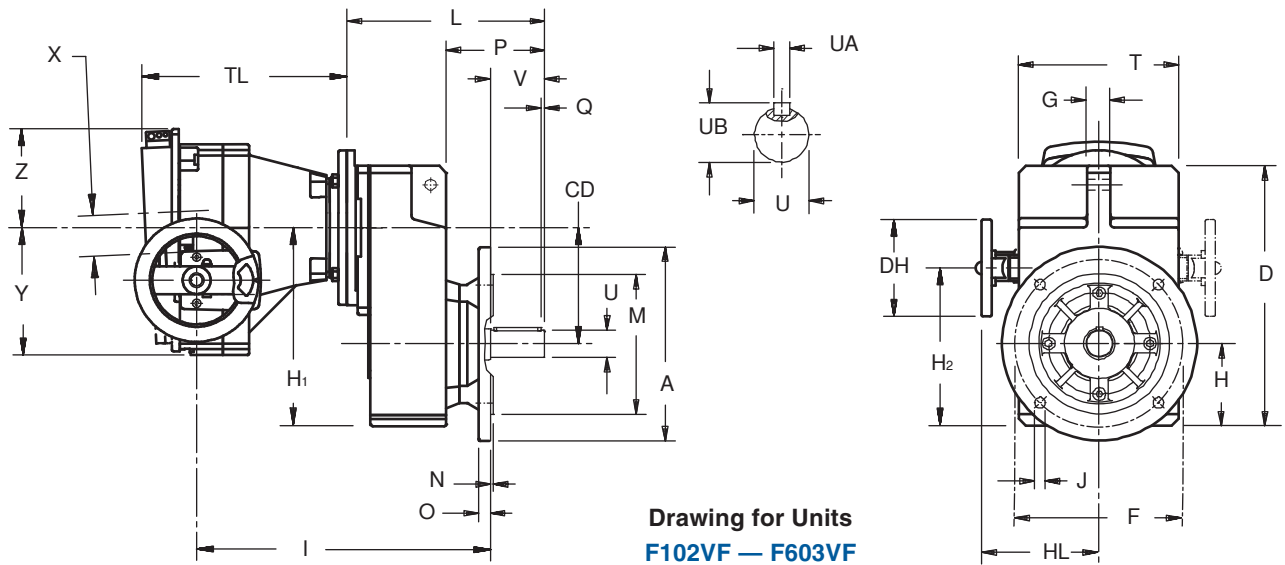 L
P
UA
X
TL
V
T
Q
G
UB
Z
CD
U
DH
D
Y
U
M
H1
A
H2
H
N
O
J
Drawing for Units
F
I
F102VF — F603VF
HL